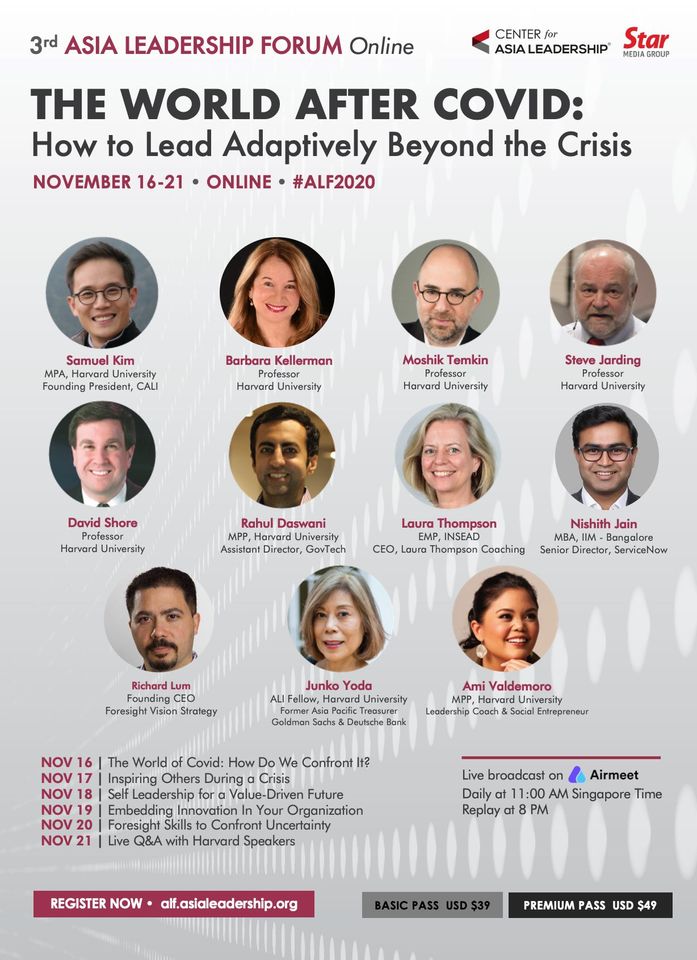 3rd ASIA LEADERSHIP FORUM Online
CENTER for
ASIA LEADERSHIP®
Star
MEDIA GROUP
THE WORLD AFTER COVID:
How to Lead Adaptively Beyond the Crisis
NOVEMBER 16-21 • ONLINE • #ALF2020
Samuel Kim
MPA, Harvard University
Founding President, CALI
Barbara Kellerman
Professor
Harvard University
Moshik Temkin
Professor
Harvard University
Steve Jarding
Professor
Harvard University
David Shore
Professor
Harvard University
Rahul Daswani
MPP, Harvard University
Assistant Director, GovTech
Laura Thompson
EMP, INSEAD
CEO, Laura Thompson Coaching
Nishith Jain
MBA, IIM - Bangalore
Senior Director, ServiceNow
Richard Lum
Founding CEO
Foresight Vision Strategy
Junko Yoda
ALI Fellow, Harvard University
Former Asia Pacific Treasurer
Goldman Sachs & Deutsche Bank
Ami Valdemoro
MPP, Harvard University
Leadership Coach & Social Entrepreneur
NOV 16 | The World of Covid: How Do We Confront It?
NOV 17 | Inspiring Others During a Crisis
NOV 18 | Self Leadership for a Value-Driven Future
NOV 19 | Embedding Innovation In Your Organization
NOV 20 | Foresight Skills to Confront Uncertainty
NOV 21 | Live Q&A with Harvard Speakers
Live broadcast on Airmeet
Daily at 11:00 AM Singapore Time
Replay at 8 PM
REGISTER NOW • alf.asialeadership.org
BASIC PASS USD $39
PREMIUM PASS USD $49